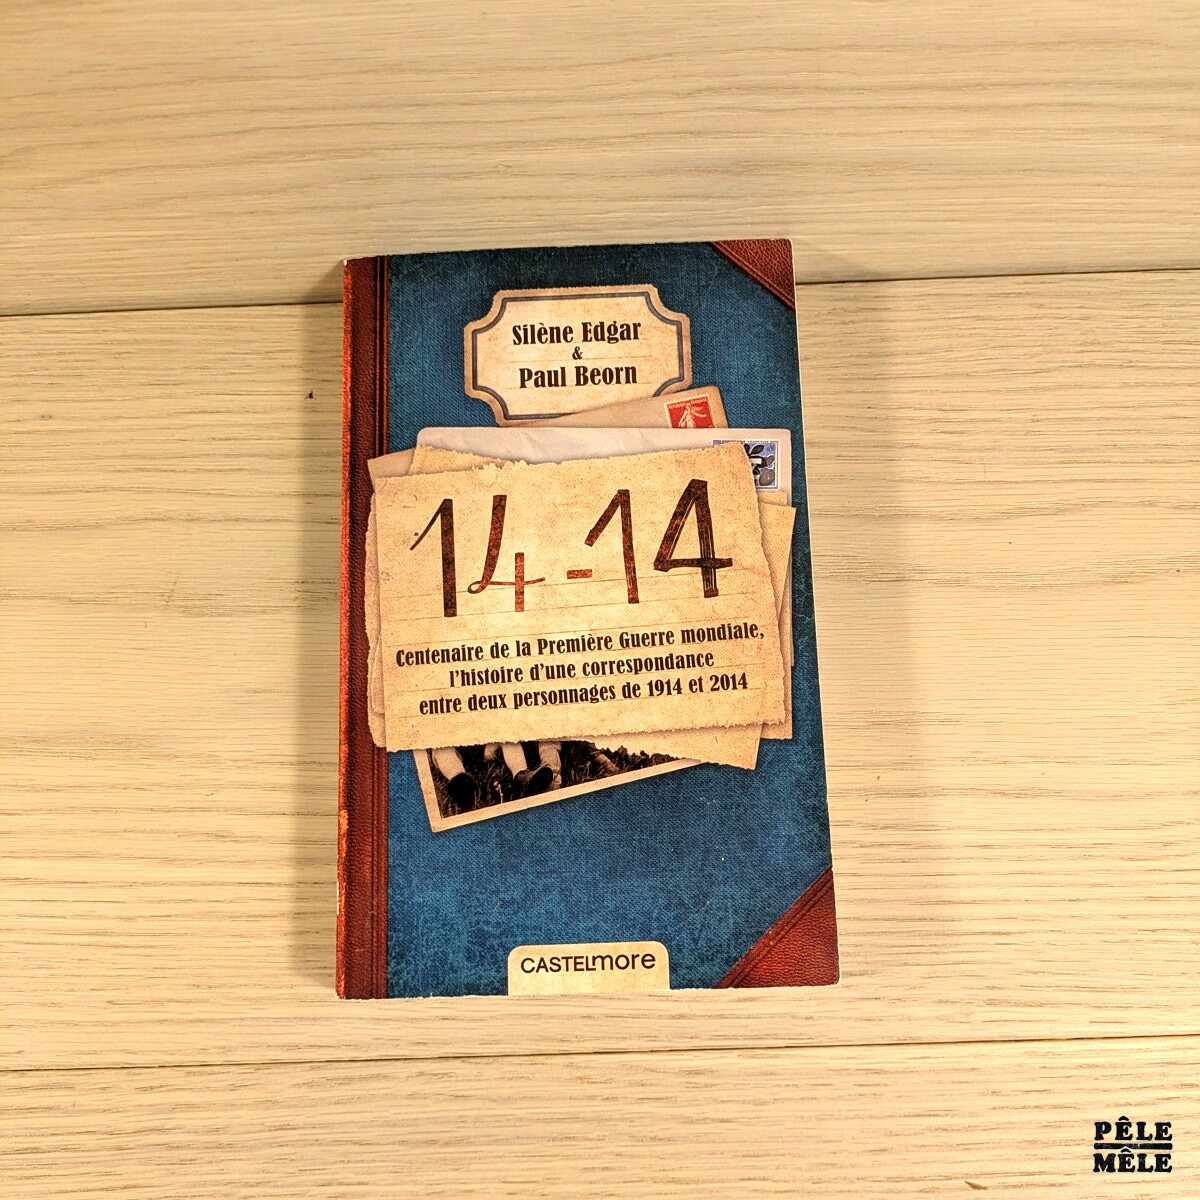 Silène Edgar
&
Paul Beorn
14-14
Centenaire de la Première Guerre mondiale,
l'histoire d'une correspondance
entre deux personnages de 1914 et 2014
CASTELmore
PÊLE
MÊLE